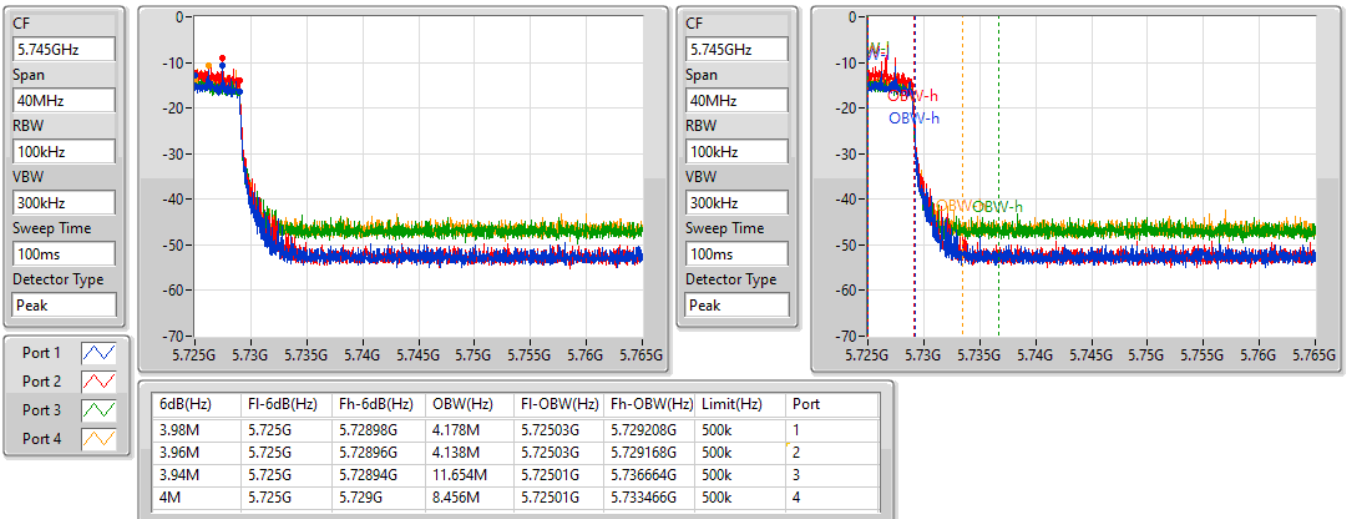 CF
5.745GHz
Span
40MHz
RBW
100kHz
VBW
300kHz
Sweep Time
100ms
Detector Type
Peak
0-
-10-
-20-
-30-
-40-
-50-
-60-
-70-
5.725G 5.73G 5.735G 5.74G 5.745G 5.75G 5.755G 5.76G 5.765G
CF
5.745GHz
Span
40MHz
RBW
100kHz
VBW
300kHz
Sweep Time
100ms
Detector Type
Peak
0-
-10-
-20-
-30-
-40-
-50-
-60-
-70-
OBW-h
OBW-h
OBW-h
5.725G 5.73G 5.735G 5.74G 5.745G 5.75G 5.755G 5.76G 5.765G
Port 1
Port 2
Port 3
Port 4
6dB(Hz) Fl-6dB(Hz) Fh-6dB(Hz) OBW(Hz) Fl-OBW(Hz) Fh-OBW(Hz) Limit(Hz) Port
3.98M 5.725G 5.72898G 4.178M 5.72503G 5.729208G 500k 1
3.96M 5.725G 5.72896G 4.138M 5.72503G 5.729168G 500k 2
3.94M 5.725G 5.72894G 11.654M 5.72501G 5.736664G 500k 3
4M 5.725G 5.729G 8.456M 5.72501G 5.733466G 500k 4